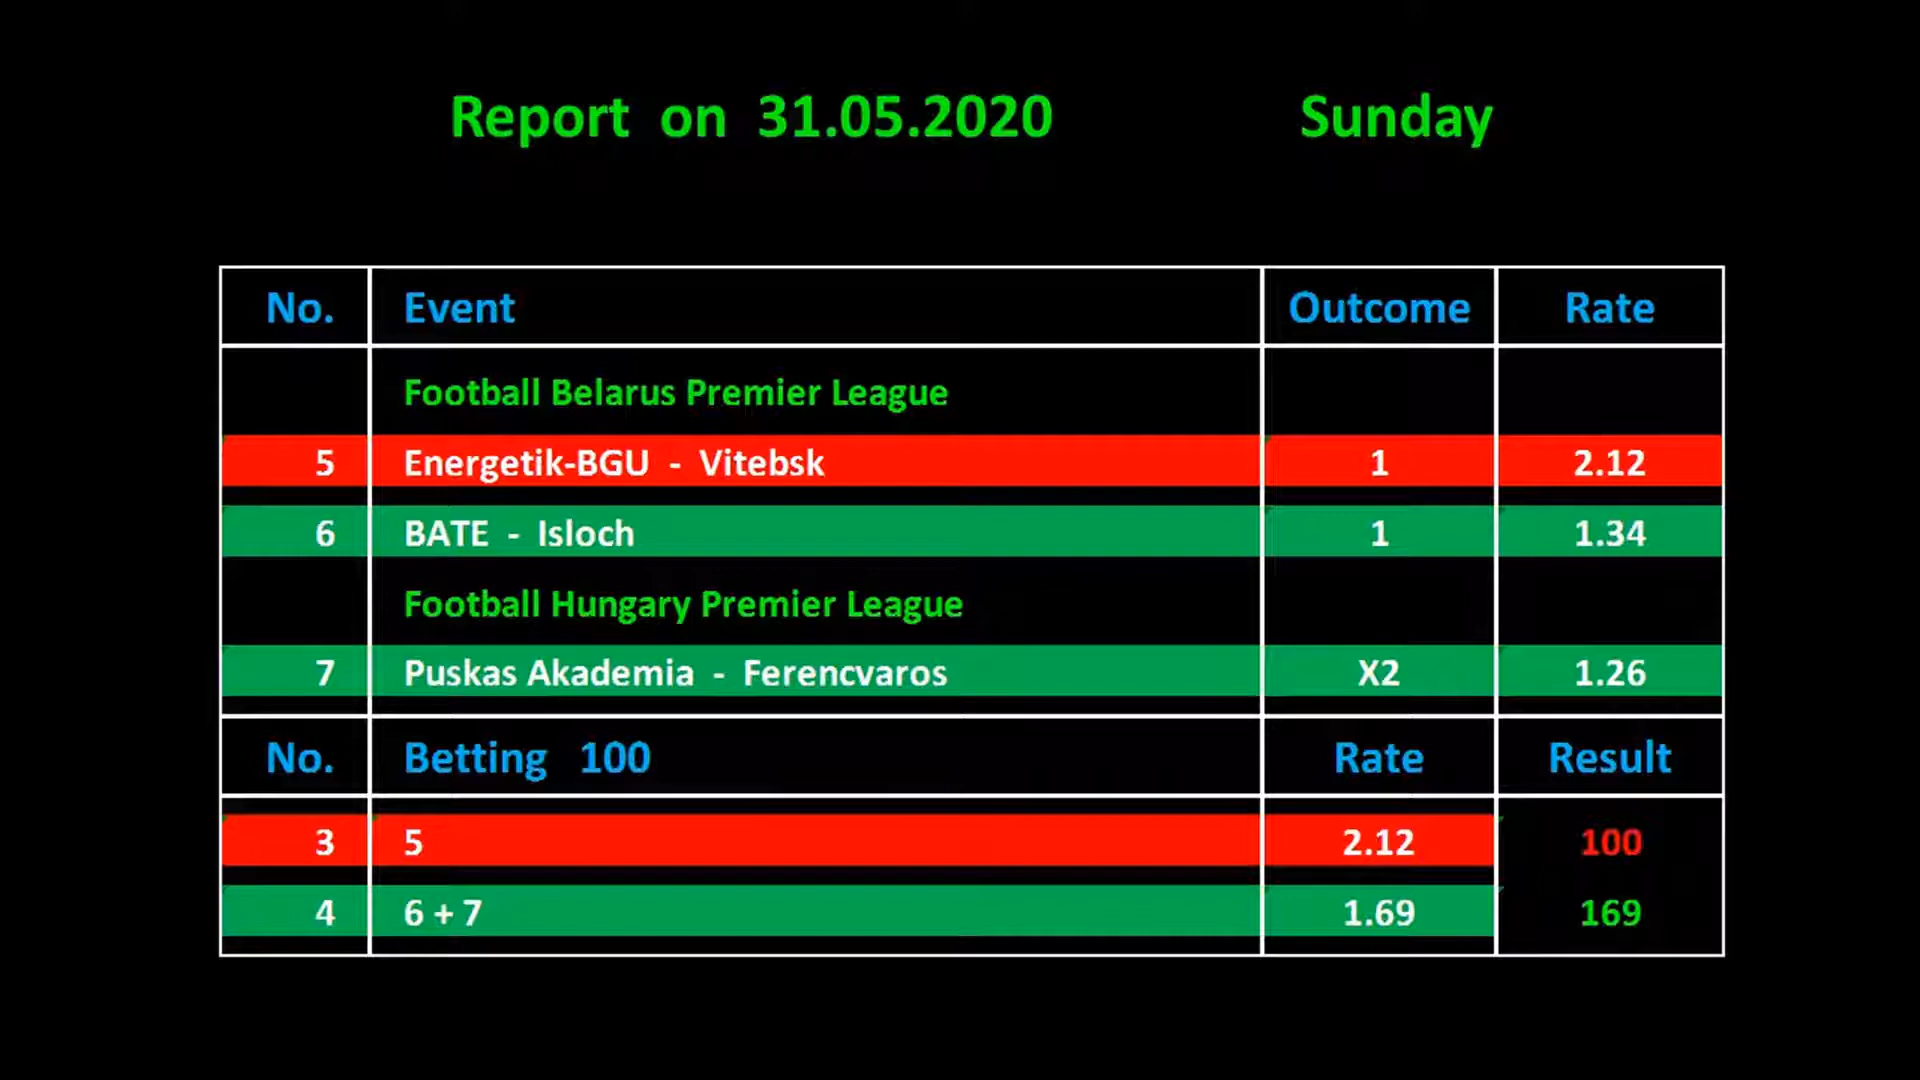 Report on 31.05.2020 Sunday
No. Event Outcome Rate
Football Belarus Premier League
5 Energetik-BGU - Vitebsk 1 2.12
6 BATE - Isloch 1 1.34
Football Hungary Premier League
7 Puskas Akademia - Ferencvaros X2 1.26
No. Betting 100 Rate Result
3 5 2.12 100
4 6 + 7 1.69 169